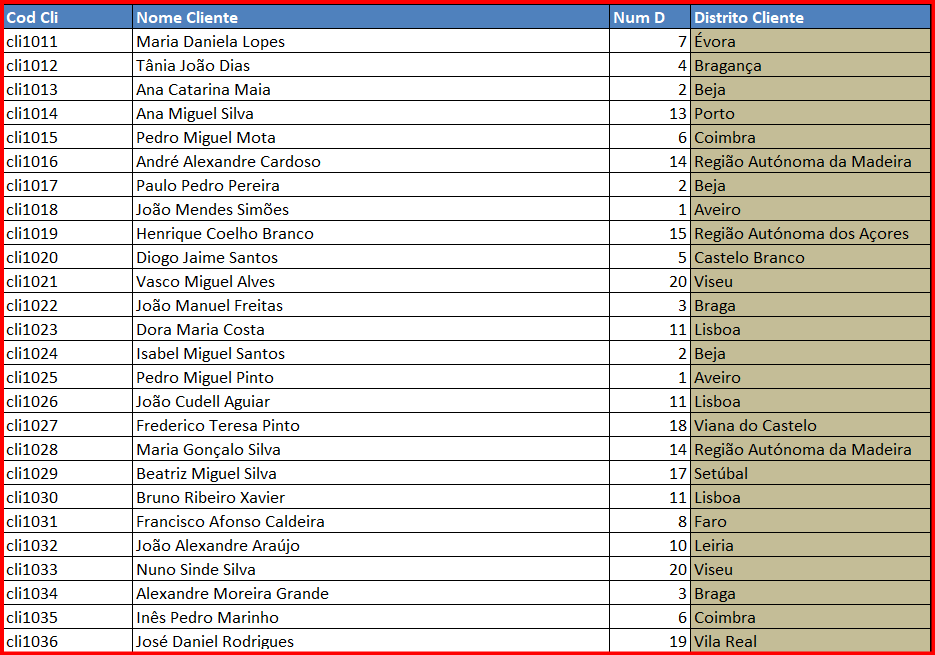 Cod Cli Nome Cliente Num D Distrito Cliente
cli1011 Maria Daniela Lopes 7 Évora
cli1012 Tânia João Dias 4 Bragança
cli1013 Ana Catarina Maia 2 Beja
cli1014 Ana Miguel Silva 13 Porto
cli1015 Pedro Miguel Mota 6 Coimbra
cli1016 André Alexandre Cardoso 14 Região Autónoma da Madeira
cli1017 Paulo Pedro Pereira 2 Beja
cli1018 João Mendes Simões 1 Aveiro
cli1019 Henrique Coelho Branco 15 Região Autónoma dos Açores
cli1020 Diogo Jaime Santos 5 Castelo Branco
cli1021 Vasco Miguel Alves 20 Viseu
cli1022 João Manuel Freitas 3 Braga
cli1023 Dora Maria Costa 11 Lisboa
cli1024 Isabel Miguel Santos 2 Beja
cli1025 Pedro Miguel Pinto 1 Aveiro
cli1026 João Cudell Aguiar 11 Lisboa
cli1027 Frederico Teresa Pinto 18 Viana do Castelo
cli1028 Maria Gonçalo Silva 14 Região Autónoma da Madeira
cli1029 Beatriz Miguel Silva 17 Setúbal
cli1030 Bruno Ribeiro Xavier 11 Lisboa
cli1031 Francisco Afonso Caldeira 8 Faro
cli1032 João Alexandre Araújo 10 Leiria
cli1033 Nuno Sinde Silva 20 Viseu
cli1034 Alexandre Moreira Grande 3 Braga
cli1035 Inês Pedro Marinho 6 Coimbra
cli1036 José Daniel Rodrigues 19 Vila Real